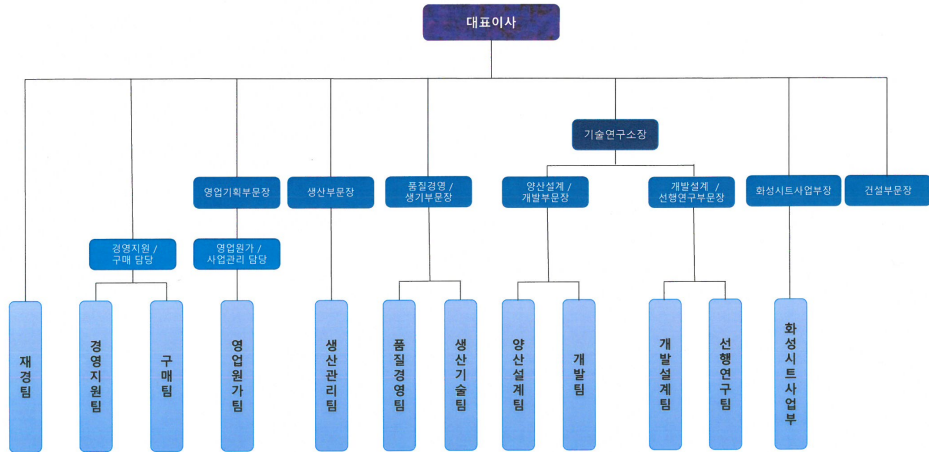 대표이사
기술연구소장
영업기획부문장
생산부문장
품질경영 /
생기부문장
양산설계 /
개발부문장
개발설계 /
선행연구부문장
화성시트사업부장
건설부문장
경영지원 /
구매 담당
영업원가 /
사업관리 담당
재경팀
경영지원팀
구매팀
영업원가팀
생산관리팀
품질경영팀
생산기술팀
양산설계팀
개발팀
개발설계팀
선행연구팀
화성시트사업부